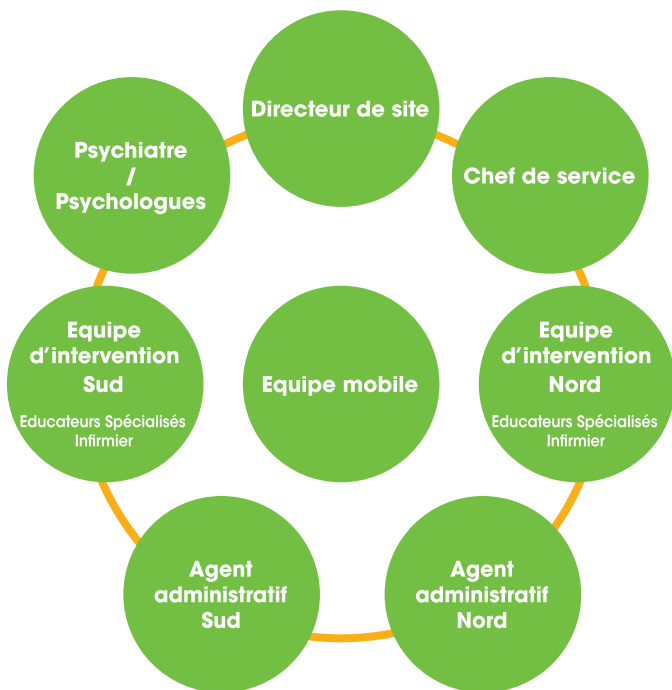 Directeur de site
Psychiatre
/
Psychologues
Chef de service
Equipe
d’intervention
Sud
Educateurs Spécialisés
Infirmier
Equipe mobile
Equipe
d’intervention
Nord
Educateurs Spécialisés
Infirmier
Agent
administratif
Sud
Agent
administratif
Nord